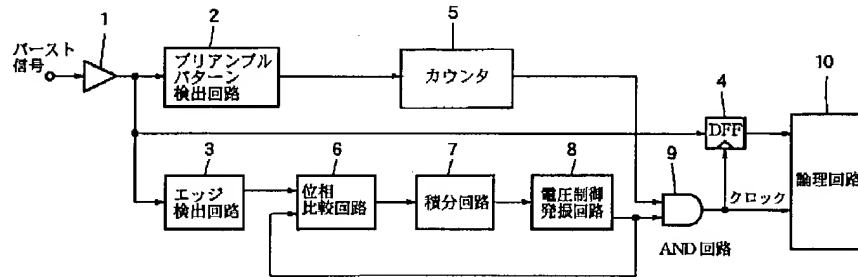 1
バースト
信号
2
プリアンブル
パターン
検出回路
5
カウンタ
4
DFF
10
論理回路
3
エッジ
検出回路
6
位相
比較回路
7
積分回路
8
電圧制御
発振回路
9
クロック
AND 回路